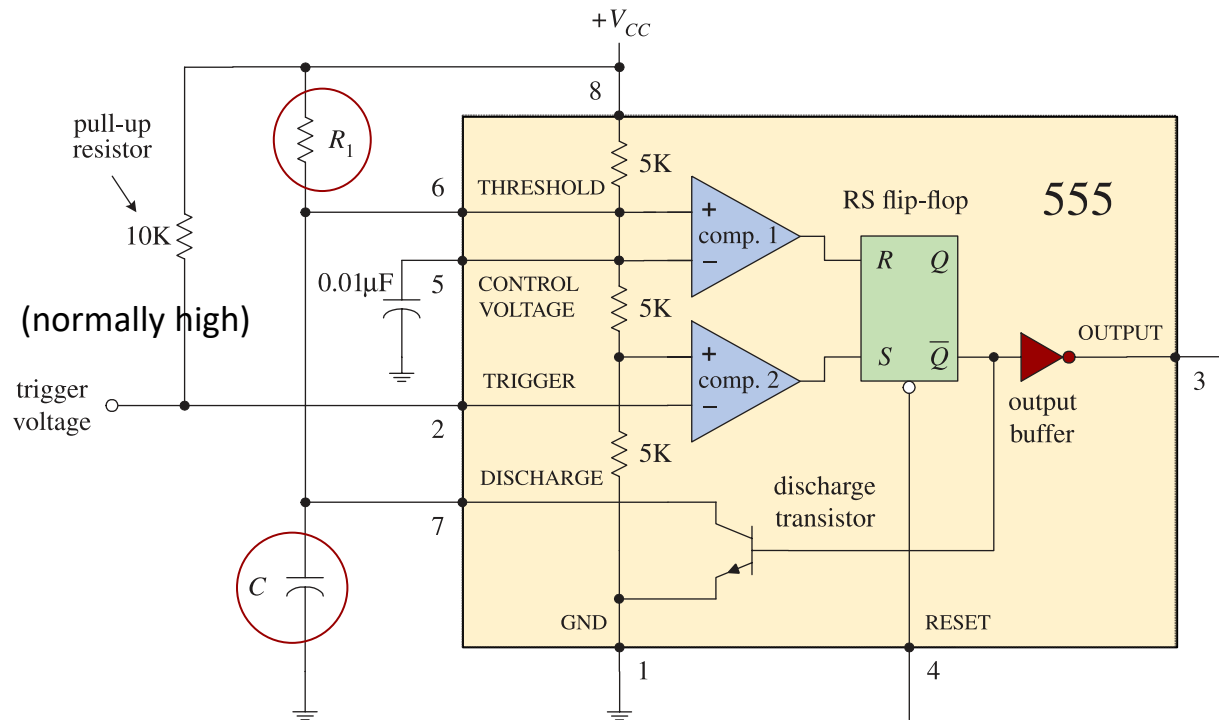 +V_CC
8
pull-up
resistor
R_1
5K
555
6
THRESHOLD
RS flip-flop
10K
+
comp. 1
−
R
Q
0.01μF
5
CONTROL
VOLTAGE
(normally high)
5K
+
comp. 2
−
S
Q̅
OUTPUT
3
TRIGGER
trigger
voltage
2
output
buffer
5K
DISCHARGE
7
discharge
transistor
C
GND
RESET
1
4